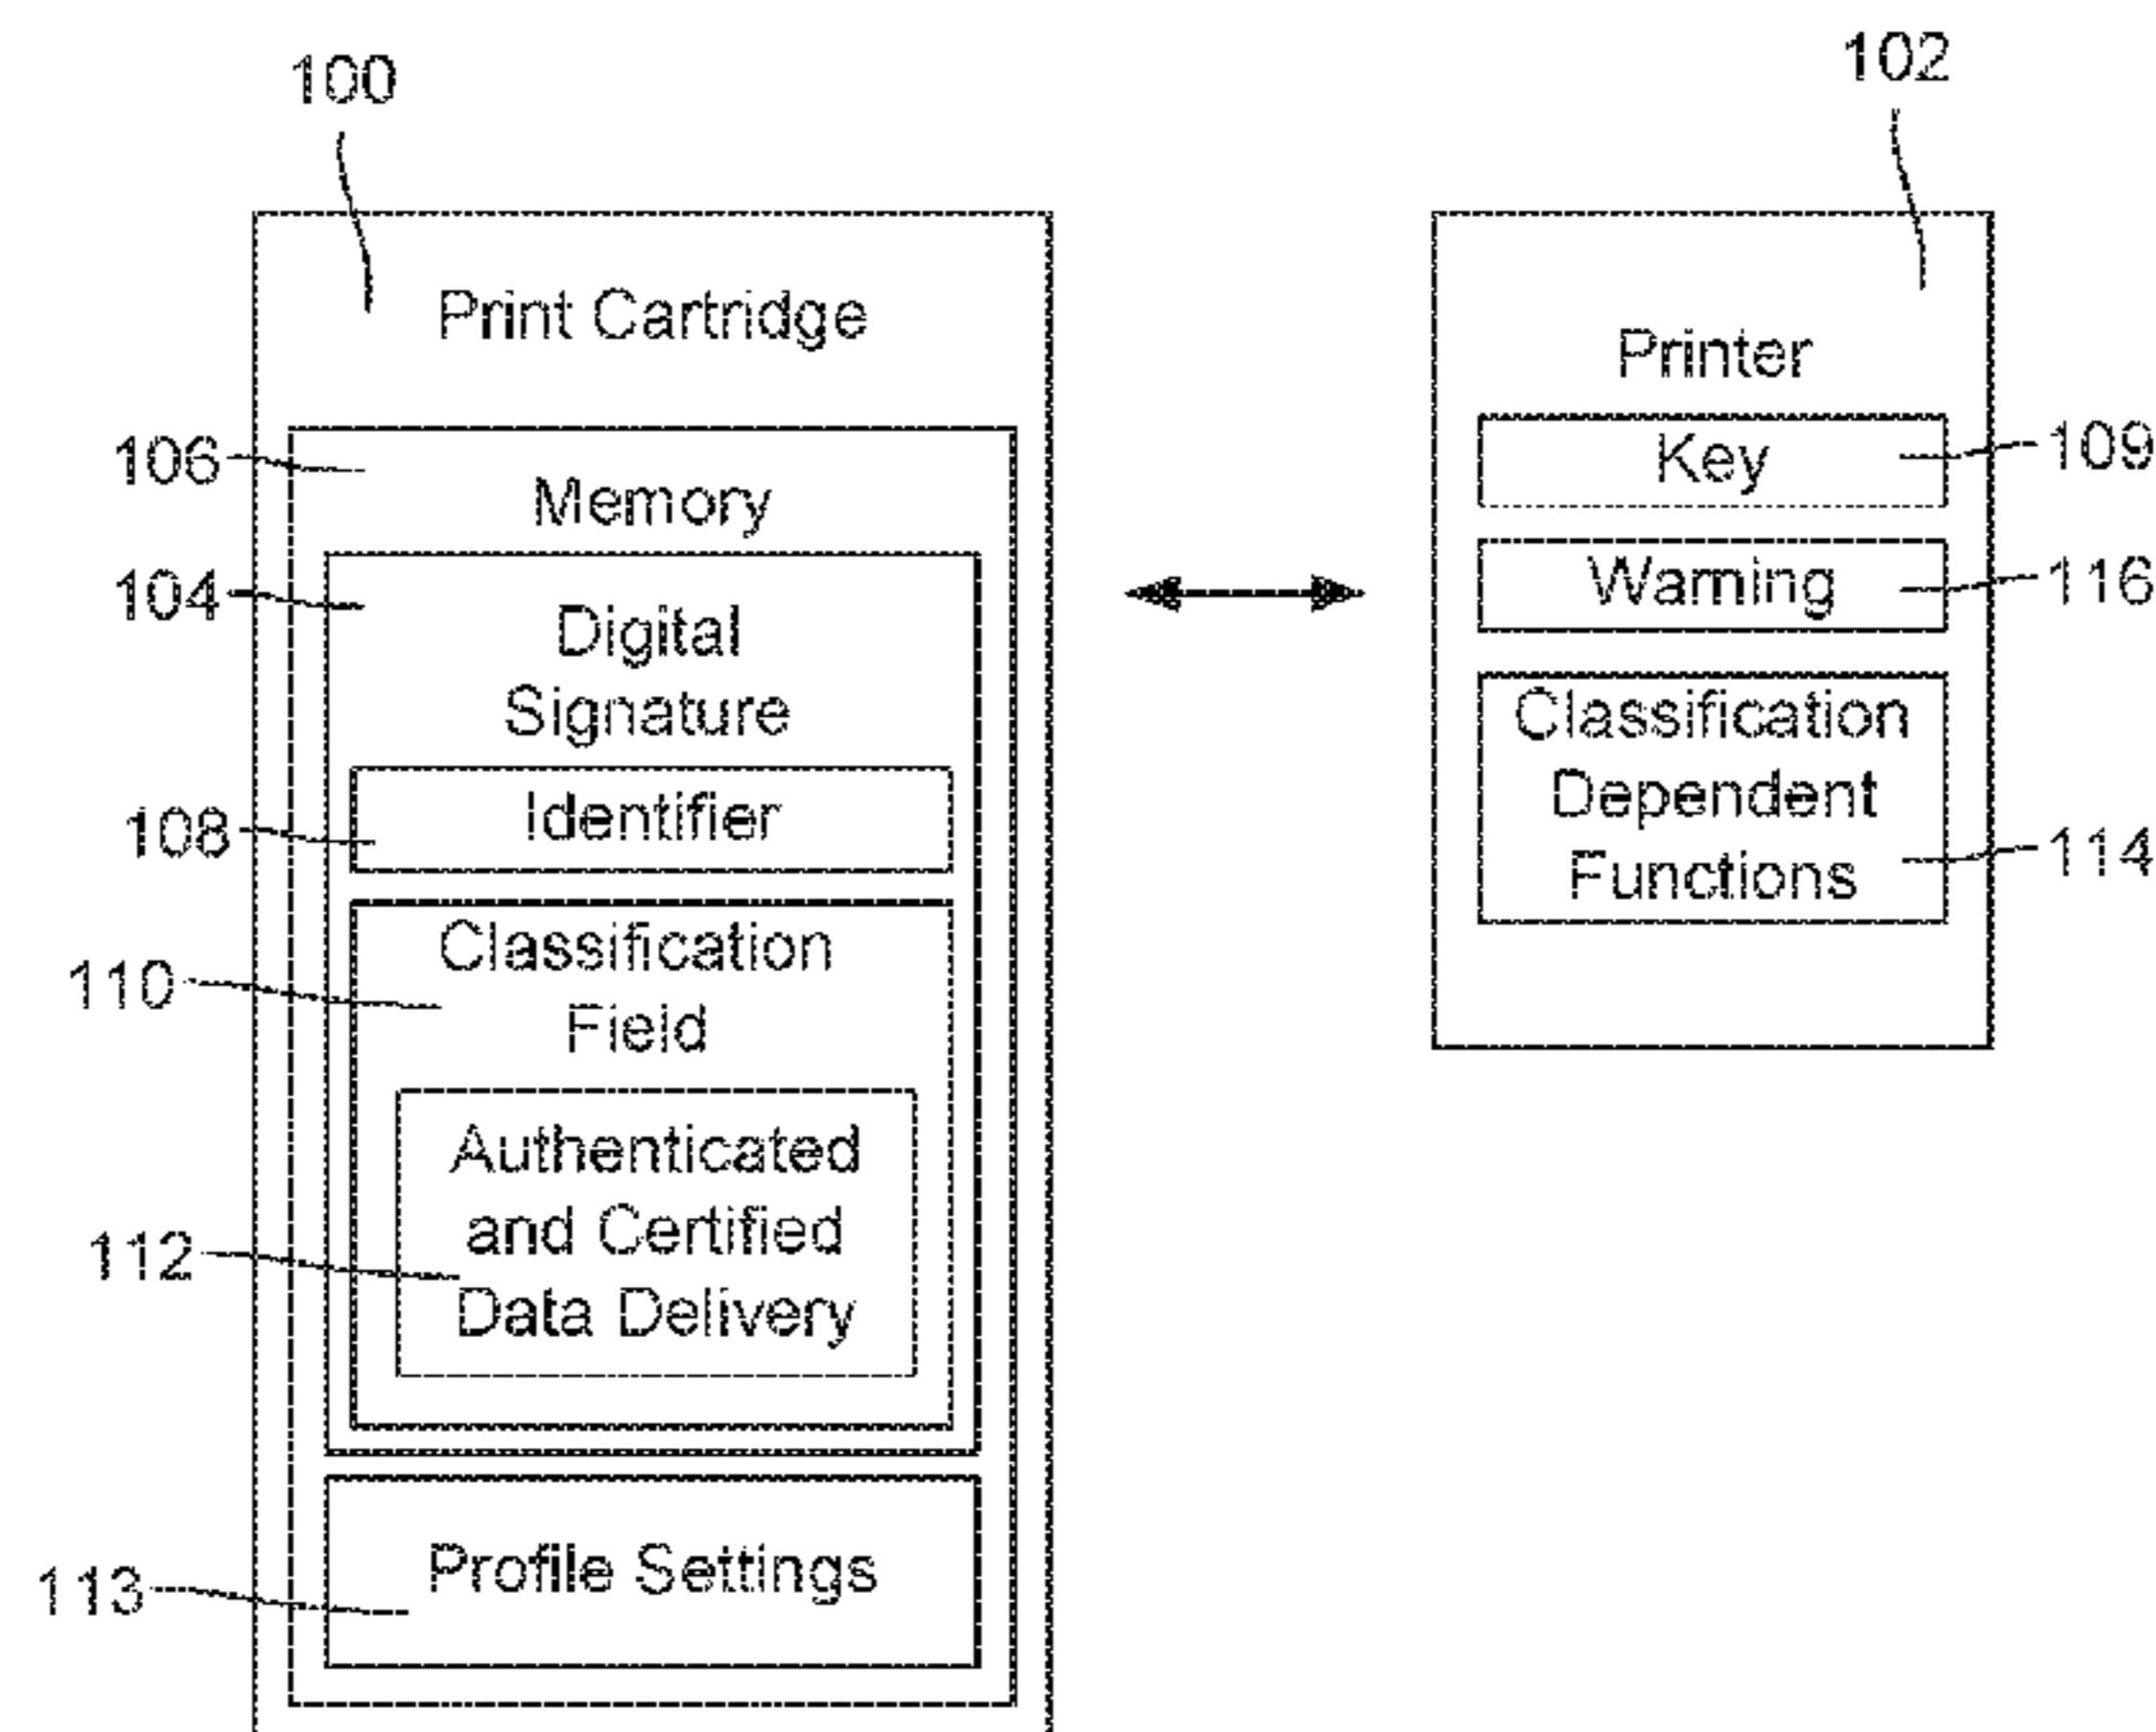 100
102
Print Cartridge
Printer
106
Memory
Key
109
104
Digital
Signature
Warning
116
108
Identifier
Classification
Dependent
Functions
114
110
Classification
Field
112
Authenticated
and Certified
Data Delivery
113
Profile Settings